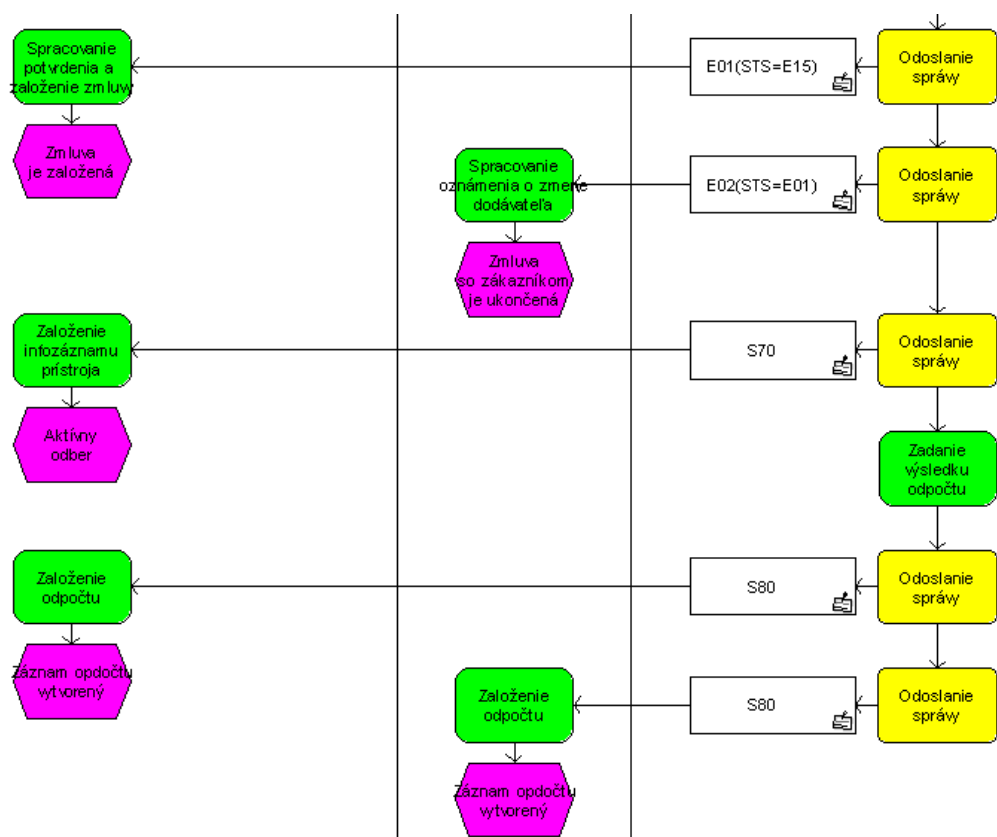 Spracovanie
potvrdenia a
založenie zmluvy
E01(STS=E15)
Odoslanie
správy
Zmluva
je založená
Spracovanie
oznámenia o zmene
dodávateľa
E02(STS=E01)
Odoslanie
správy
Zmluva
so zákazníkom
je ukončená
Založenie
infozáznamu
prístroja
S70
Odoslanie
správy
Aktívny
odber
Zadanie
výsledku
odpočtu
Založenie
odpočtu
S80
Odoslanie
správy
Záznam opdočtu
vytvorený
Založenie
odpočtu
S80
Odoslanie
správy
Záznam opdočtu
vytvorený